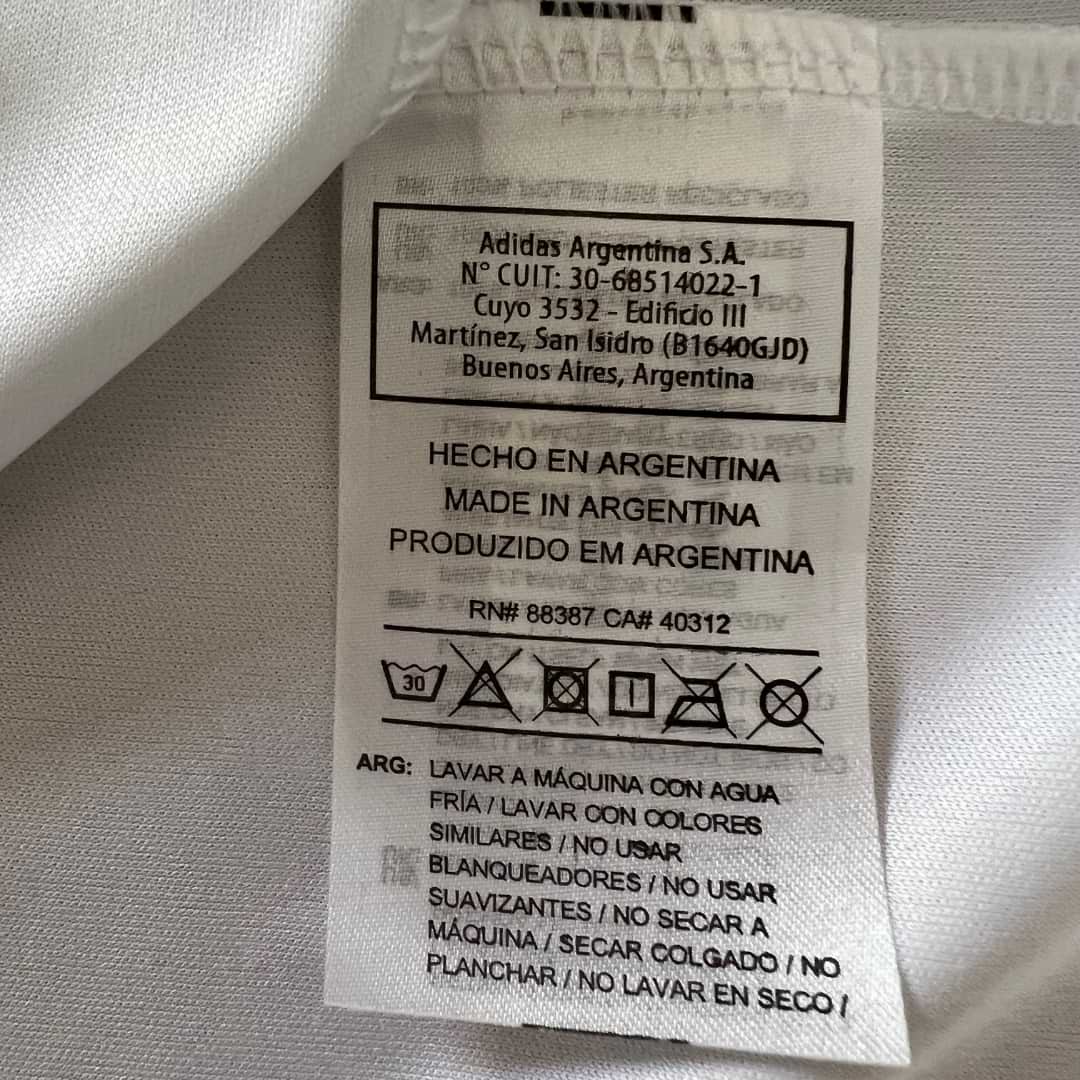 Adidas Argentina S.A.
N° CUIT: 30-68514022-1
Cuyo 3532 - Edificio III
Martínez, San Isidro (B1640GJD)
Buenos Aires, Argentina
HECHO EN ARGENTINA
MADE IN ARGENTINA
PRODUZIDO EM ARGENTINA
RN# 88387 CA# 40312
30
ARG: LAVAR A MÁQUINA CON AGUA
FRÍA / LAVAR CON COLORES
SIMILARES / NO USAR
BLANQUEADORES / NO USAR
SUAVIZANTES / NO SECAR A
MÁQUINA / SECAR COLGADO / NO
PLANCHAR / NO LAVAR EN SECO /